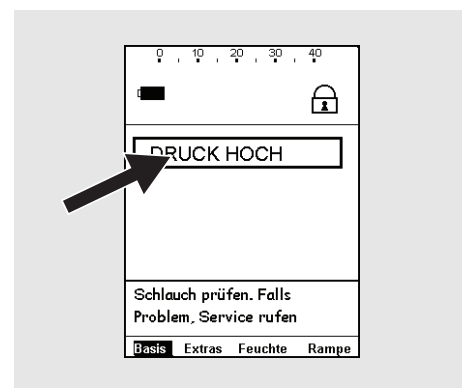 0 10 20 30 40
DRUCK HOCH
Schlauch prüfen. Falls
Problem, Service rufen
Basis Extras Feuchte Rampe